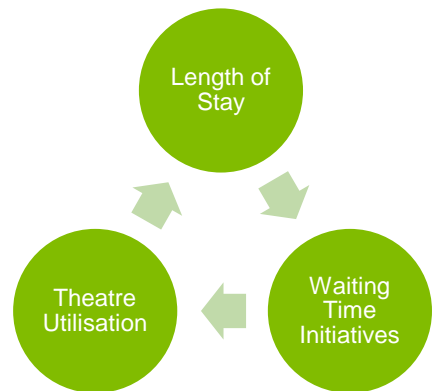 Length of
Stay
Waiting
Time
Initiatives
Theatre
Utilisation